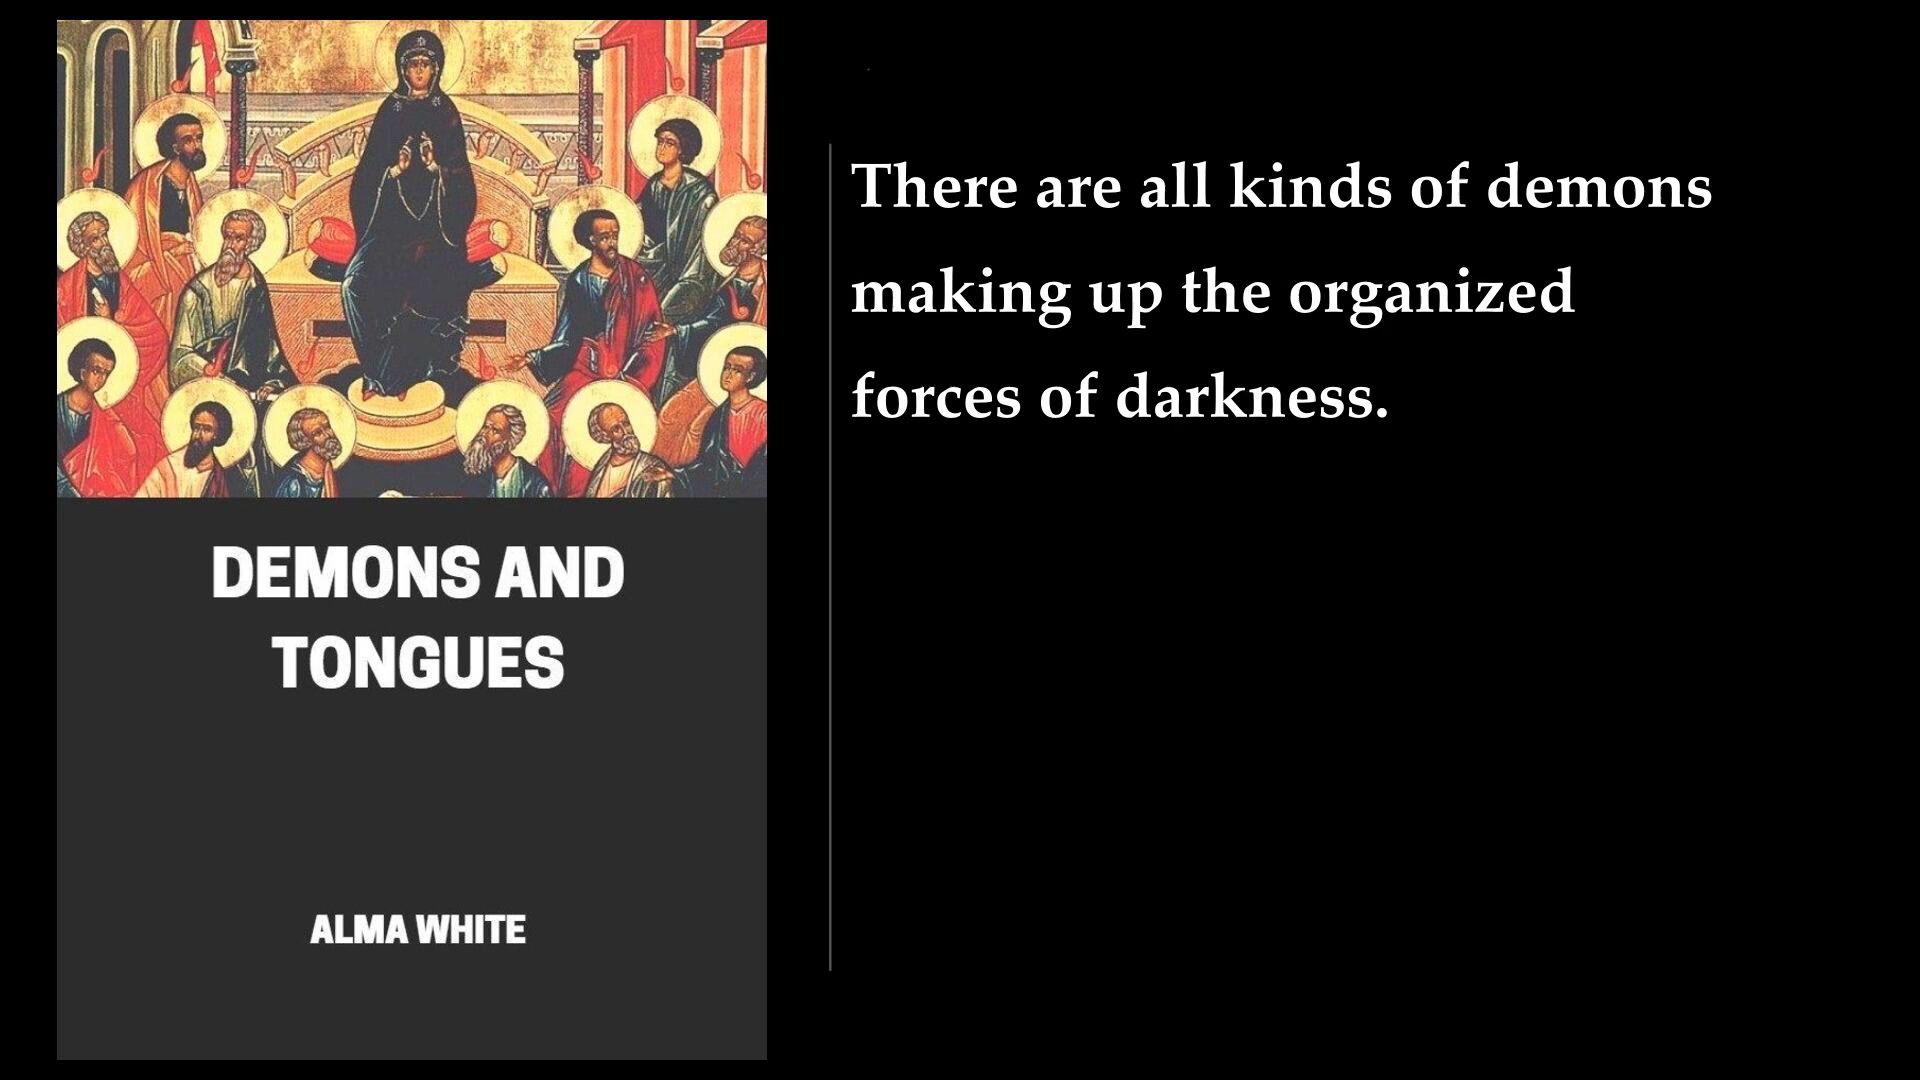 DEMONS AND
TONGUES
ALMA WHITE
There are all kinds of demons
making up the organized
forces of darkness.